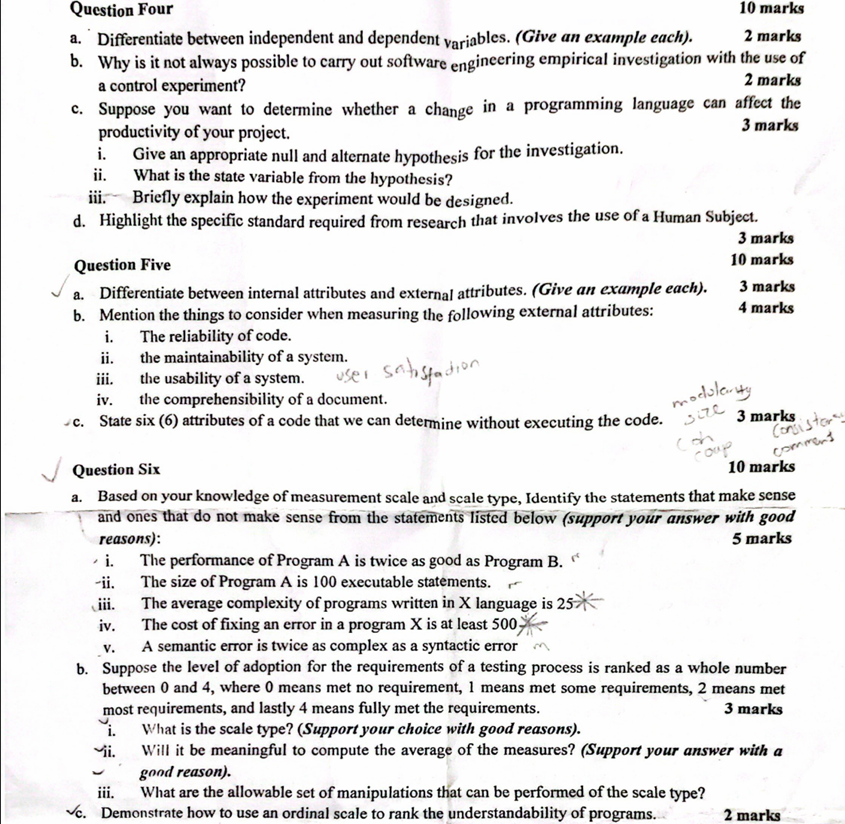 Question Four 10 marks
a. Differentiate between independent and dependent variables. (Give an example each). 2 marks
b. Why is it not always possible to carry out software engineering empirical investigation with the use of
a control experiment? 2 marks
c. Suppose you want to determine whether a change in a programming language can affect the
productivity of your project. 3 marks
i. Give an appropriate null and alternate hypothesis for the investigation.
ii. What is the state variable from the hypothesis?
iii. Briefly explain how the experiment would be designed.
d. Highlight the specific standard required from research that involves the use of a Human Subject.
3 marks
Question Five 10 marks
a. Differentiate between internal attributes and external attributes. (Give an example each). 3 marks
b. Mention the things to consider when measuring the following external attributes: 4 marks
i. The reliability of code.
ii. the maintainability of a system.
iii. the usability of a system. user satisfaction
iv. the comprehensibility of a document.
modularity
c. State six (6) attributes of a code that we can determine without executing the code. size 3 marks
coh
coup comment
Question Six 10 marks
a. Based on your knowledge of measurement scale and scale type, Identify the statements that make sense
and ones that do not make sense from the statements listed below (support your answer with good
reasons): 5 marks
i. The performance of Program A is twice as good as Program B.
ii. The size of Program A is 100 executable statements.
iii. The average complexity of programs written in X language is 25
iv. The cost of fixing an error in a program X is at least 500
v. A semantic error is twice as complex as a syntactic error
b. Suppose the level of adoption for the requirements of a testing process is ranked as a whole number
between 0 and 4, where 0 means met no requirement, 1 means met some requirements, 2 means met
most requirements, and lastly 4 means fully met the requirements. 3 marks
i. What is the scale type? (Support your choice with good reasons).
ii. Will it be meaningful to compute the average of the measures? (Support your answer with a
good reason).
iii. What are the allowable set of manipulations that can be performed of the scale type?
c. Demonstrate how to use an ordinal scale to rank the understandability of programs. 2 marks